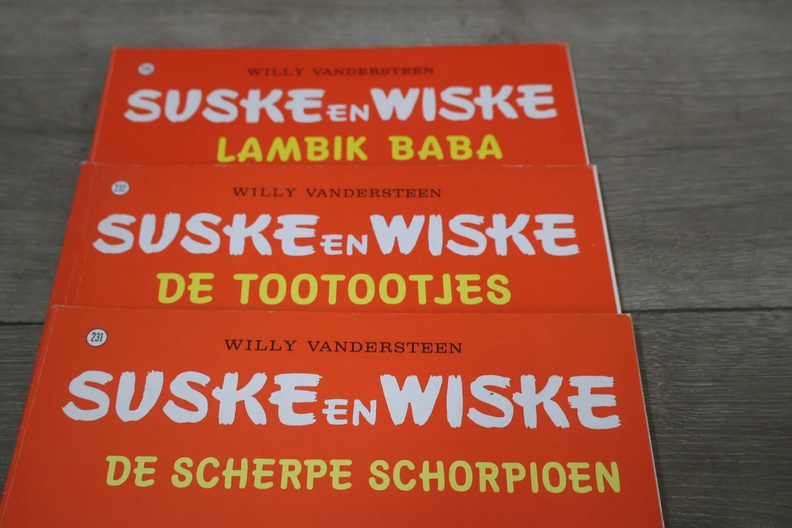 WILLY VANDERSTEEN
SUSKE EN WISKE
LAMBIK BABA
232
WILLY VANDERSTEEN
SUSKE EN WISKE
DE TOOTOOTJES
231
WILLY VANDERSTEEN
SUSKE EN WISKE
DE SCHERPE SCHORPIOEN